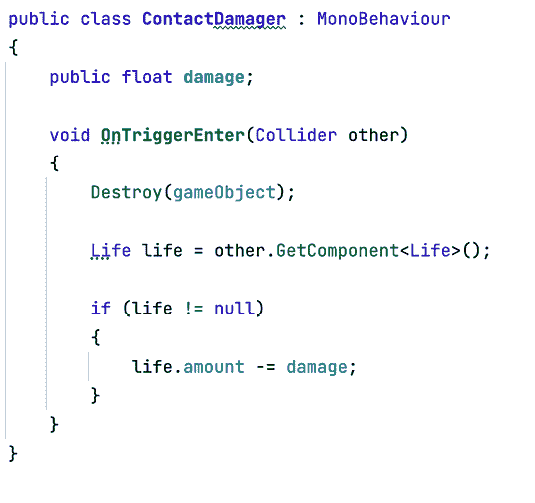 public class ContactDamager : MonoBehaviour
{
    public float damage;

    void OnTriggerEnter(Collider other)
    {
        Destroy(gameObject);

        Life life = other.GetComponent<Life>();

        if (life != null)
        {
            life.amount -= damage;
        }
    }
}